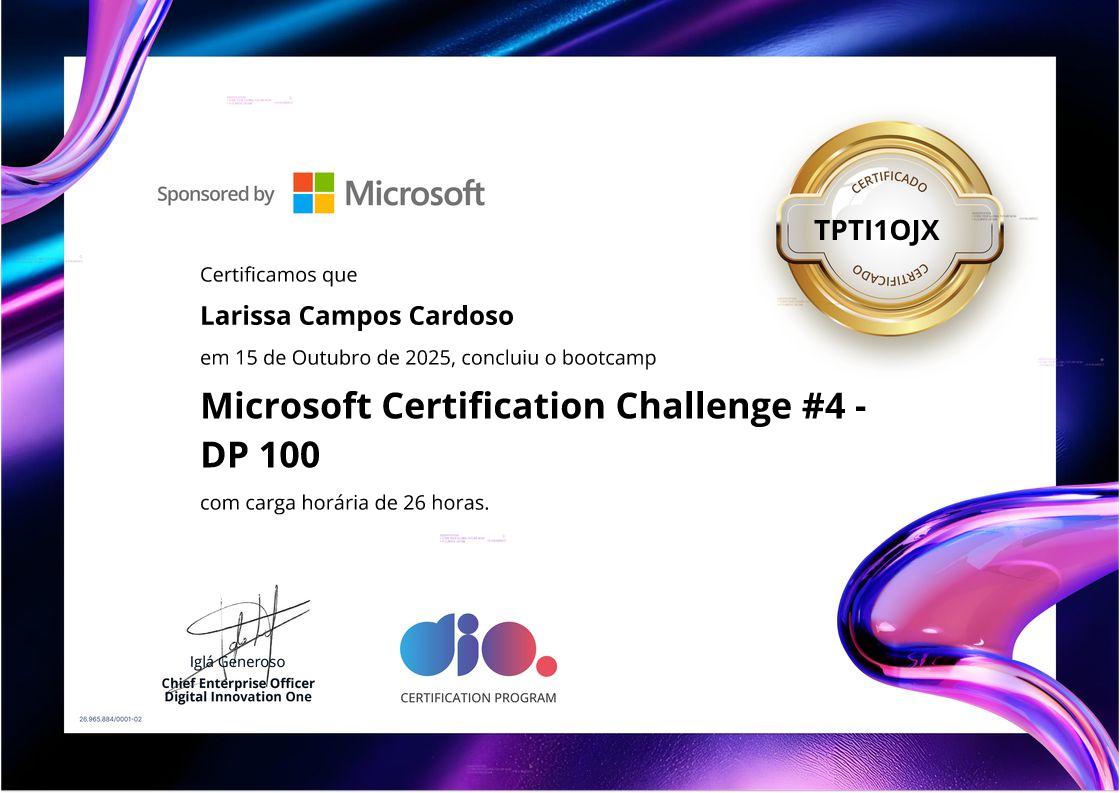 Sponsored by Microsoft
CERTIFICADO
TPTI1OJX
CERTIFICADO
Certificamos que
Larissa Campos Cardoso
em 15 de Outubro de 2025, concluiu o bootcamp
Microsoft Certification Challenge #4 -
DP 100
com carga horária de 26 horas.
Iglá Generoso
Chief Enterprise Officer
Digital Innovation One
dio.
CERTIFICATION PROGRAM
26.965.884/0001-02